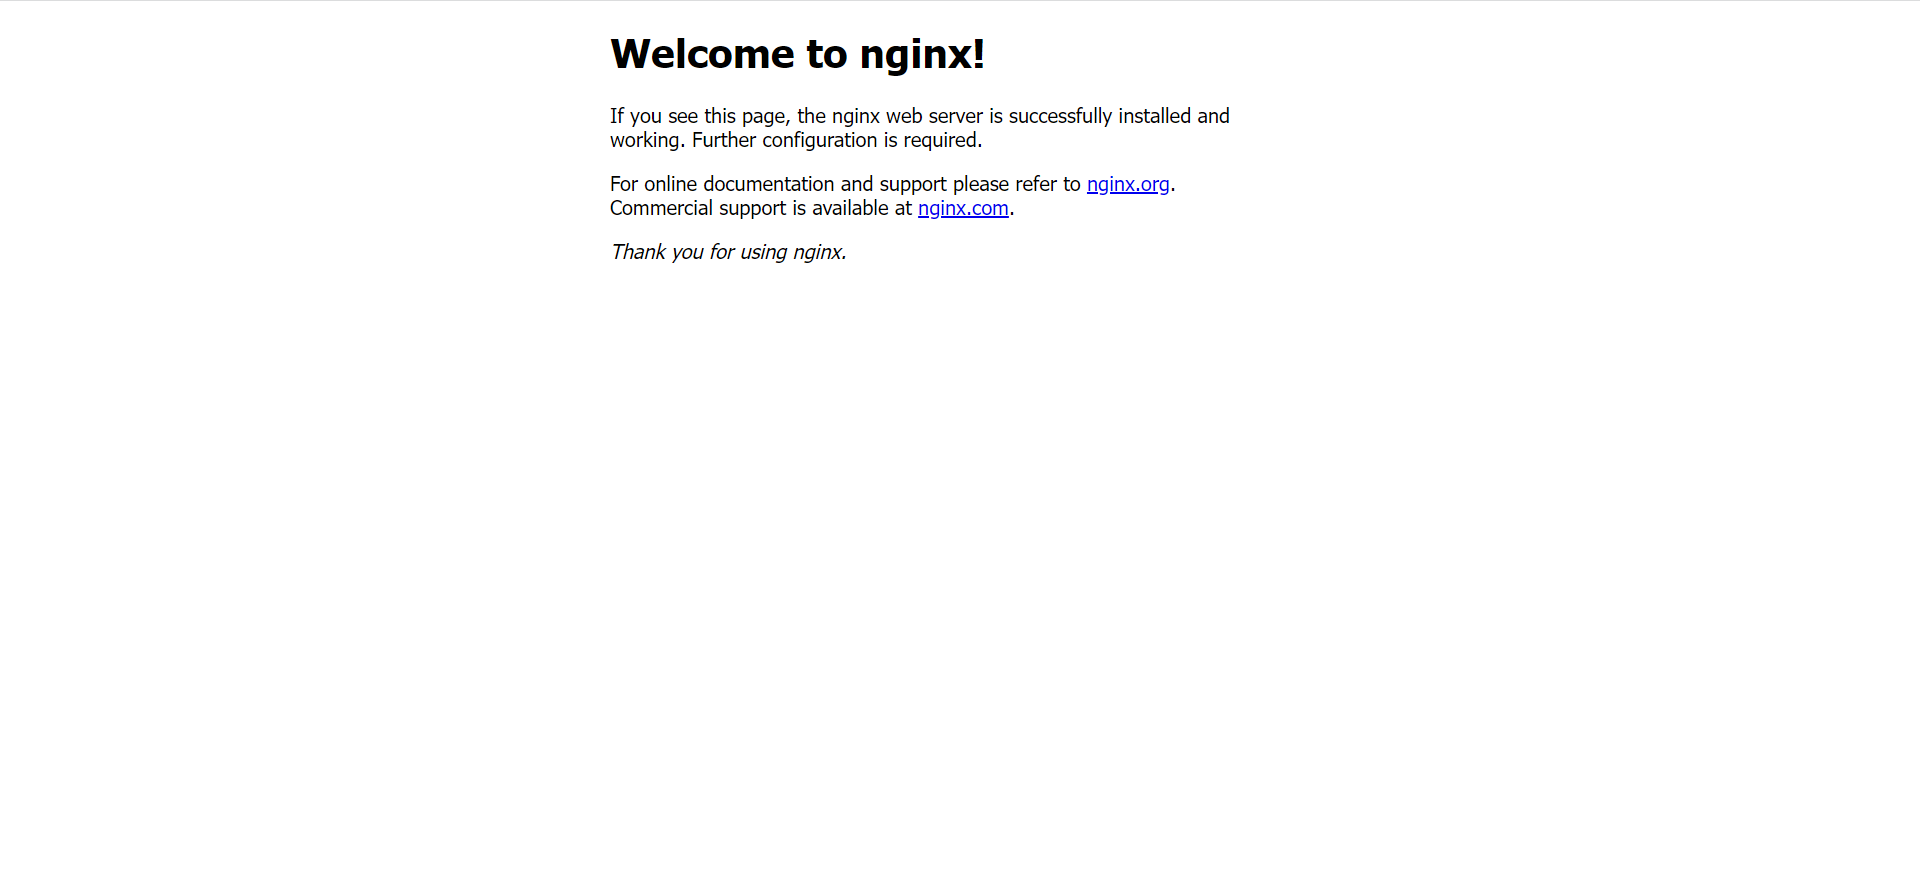 Welcome to nginx!
If you see this page, the nginx web server is successfully installed and
working. Further configuration is required.
For online documentation and support please refer to nginx.org.
Commercial support is available at nginx.com.
Thank you for using nginx.